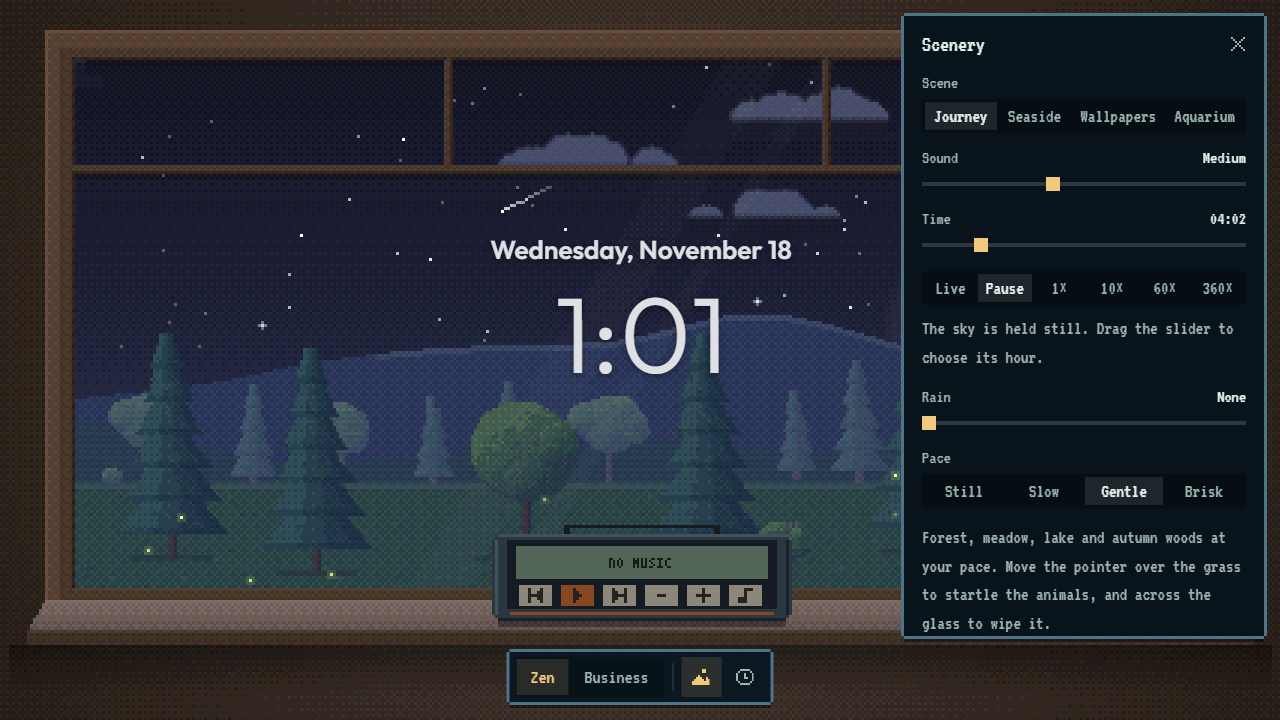 Scenery
Scene
Journey Seaside Wallpapers Aquarium
Sound Medium
Time 04:02
Live Pause 1X 10X 60X 360X
The sky is held still. Drag the slider to
choose its hour.
Rain None
Pace
Still Slow Gentle Brisk
Forest, meadow, lake and autumn woods at
your pace. Move the pointer over the grass
to startle the animals, and across the
glass to wipe it.
Wednesday, November 18
1:01
NO MUSIC
Zen Business